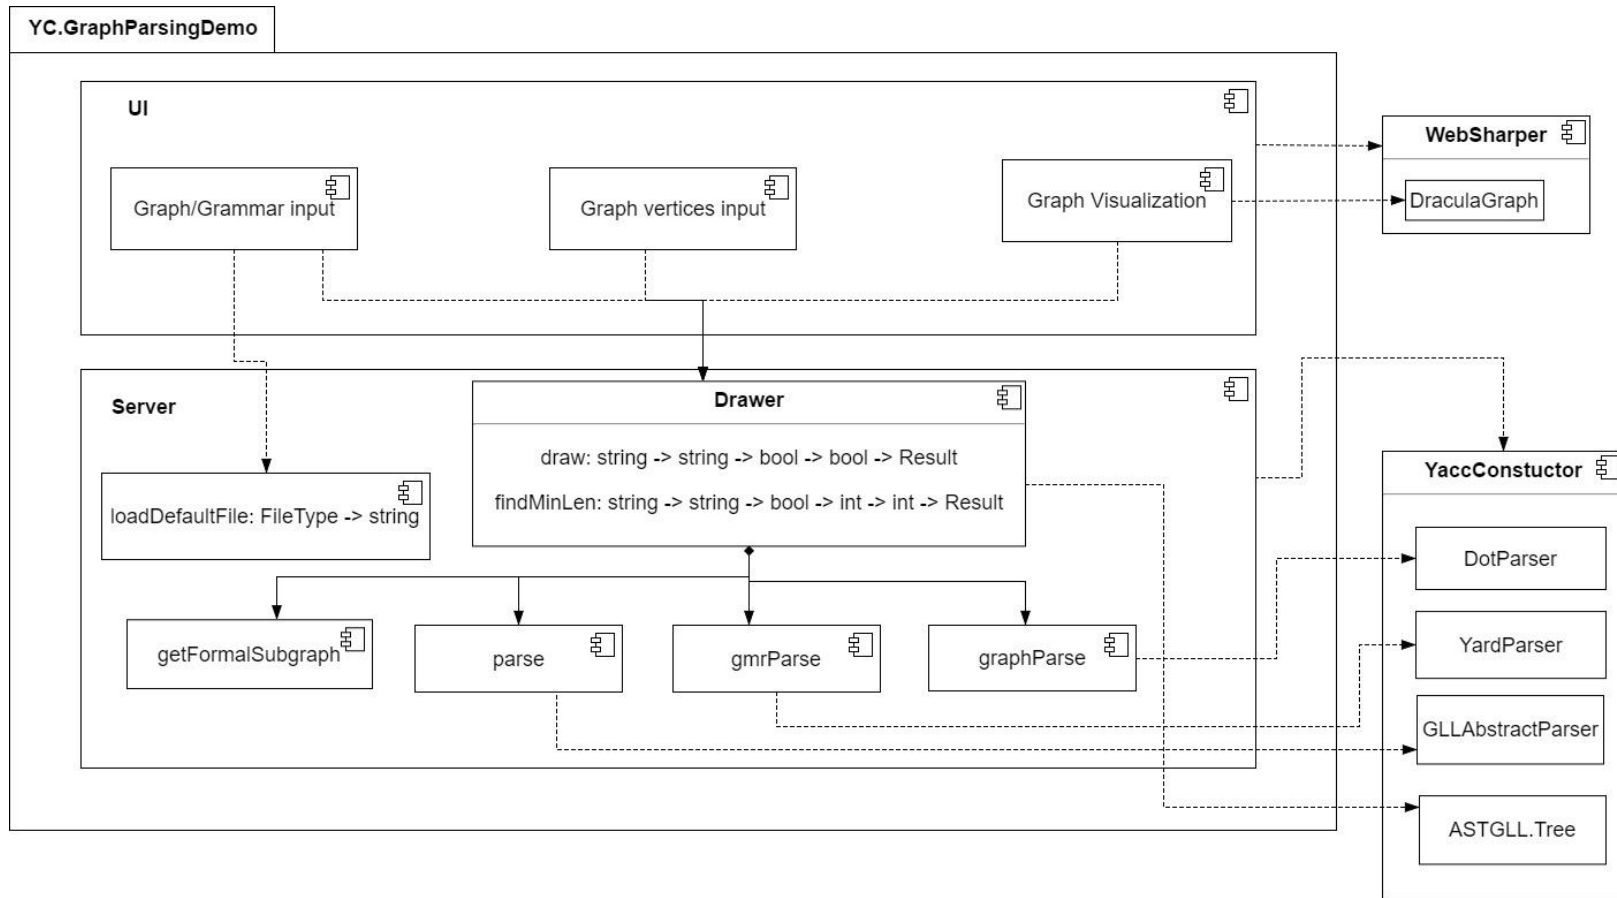 YC.GraphParsingDemo
UI
Graph/Grammar input
Graph vertices input
Graph Visualization
WebSharper
DraculaGraph
Server
Drawer
draw: string -> string -> bool -> bool -> Result
findMinLen: string -> string -> bool -> int -> int -> Result
loadDefaultFile: FileType -> string
getFormalSubgraph
parse
gmrParse
graphParse
YaccConstuctor
DotParser
YardParser
GLLAbstractParser
ASTGLL.Tree